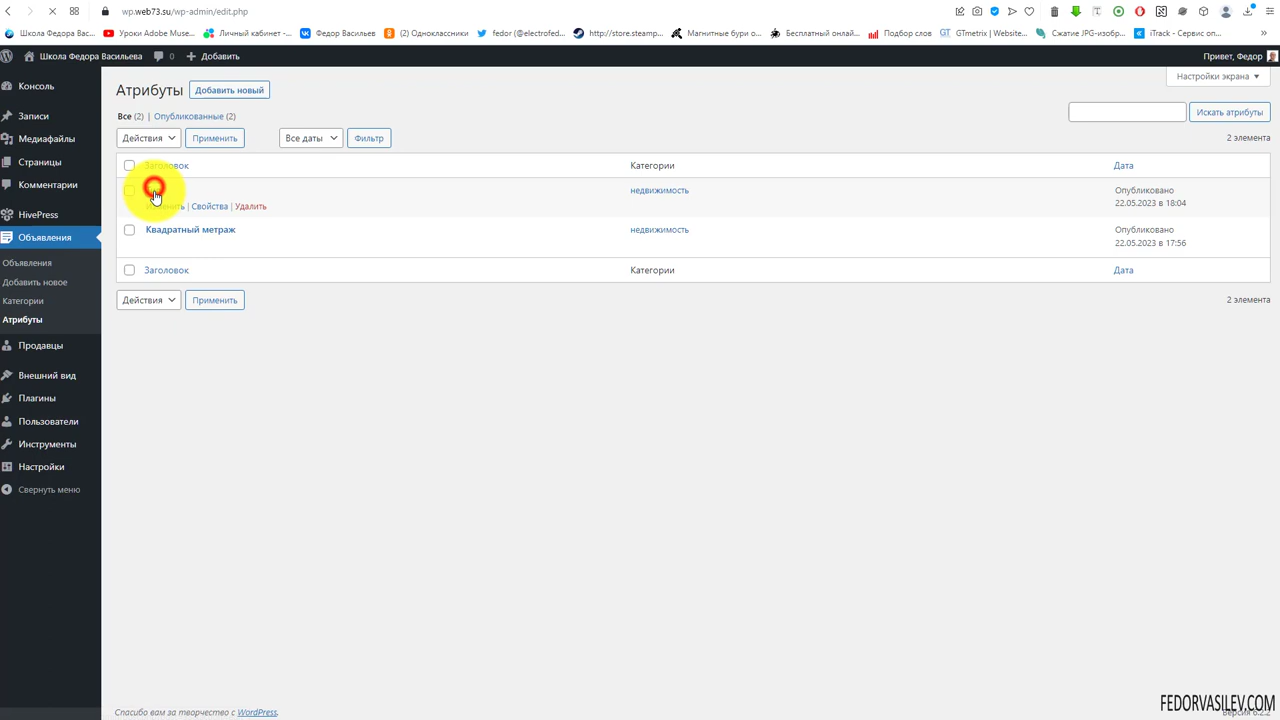 wp.web73.su/wp-admin/edit.php
Школа Федора Вас... Уроки Adobe Muse... Личный кабинет -... Федор Васильев (2) Одноклассники fedor (@electrofed... http://store.steamp... Магнитные бури о... Бесплатный онлай... Подбор слов GTmetrix | Website... Сжатие JPG-изобр... iTrack - Сервис оп... »
Школа Федора Васильева 0 Добавить Привет, Федор
Настройки экрана
Консоль
Записи
Медиафайлы
Страницы
Комментарии
HivePress
Объявления
Объявления
Добавить новое
Категории
Атрибуты
Продавцы
Внешний вид
Плагины
Пользователи
Инструменты
Настройки
Свернуть меню
Атрибуты Добавить новый
Все (2) | Опубликованные (2)
Искать атрибуты
Действия Применить Все даты Фильтр 2 элемента
Заголовок Категории Дата
недвижимость Опубликовано
22.05.2023 в 18:04
| Свойства | Удалить
Квадратный метраж недвижимость Опубликовано
22.05.2023 в 17:56
Заголовок Категории Дата
Действия Применить 2 элемента
Спасибо вам за творчество с WordPress.
FEDORVASILEV.COM
Версия 6.2.2